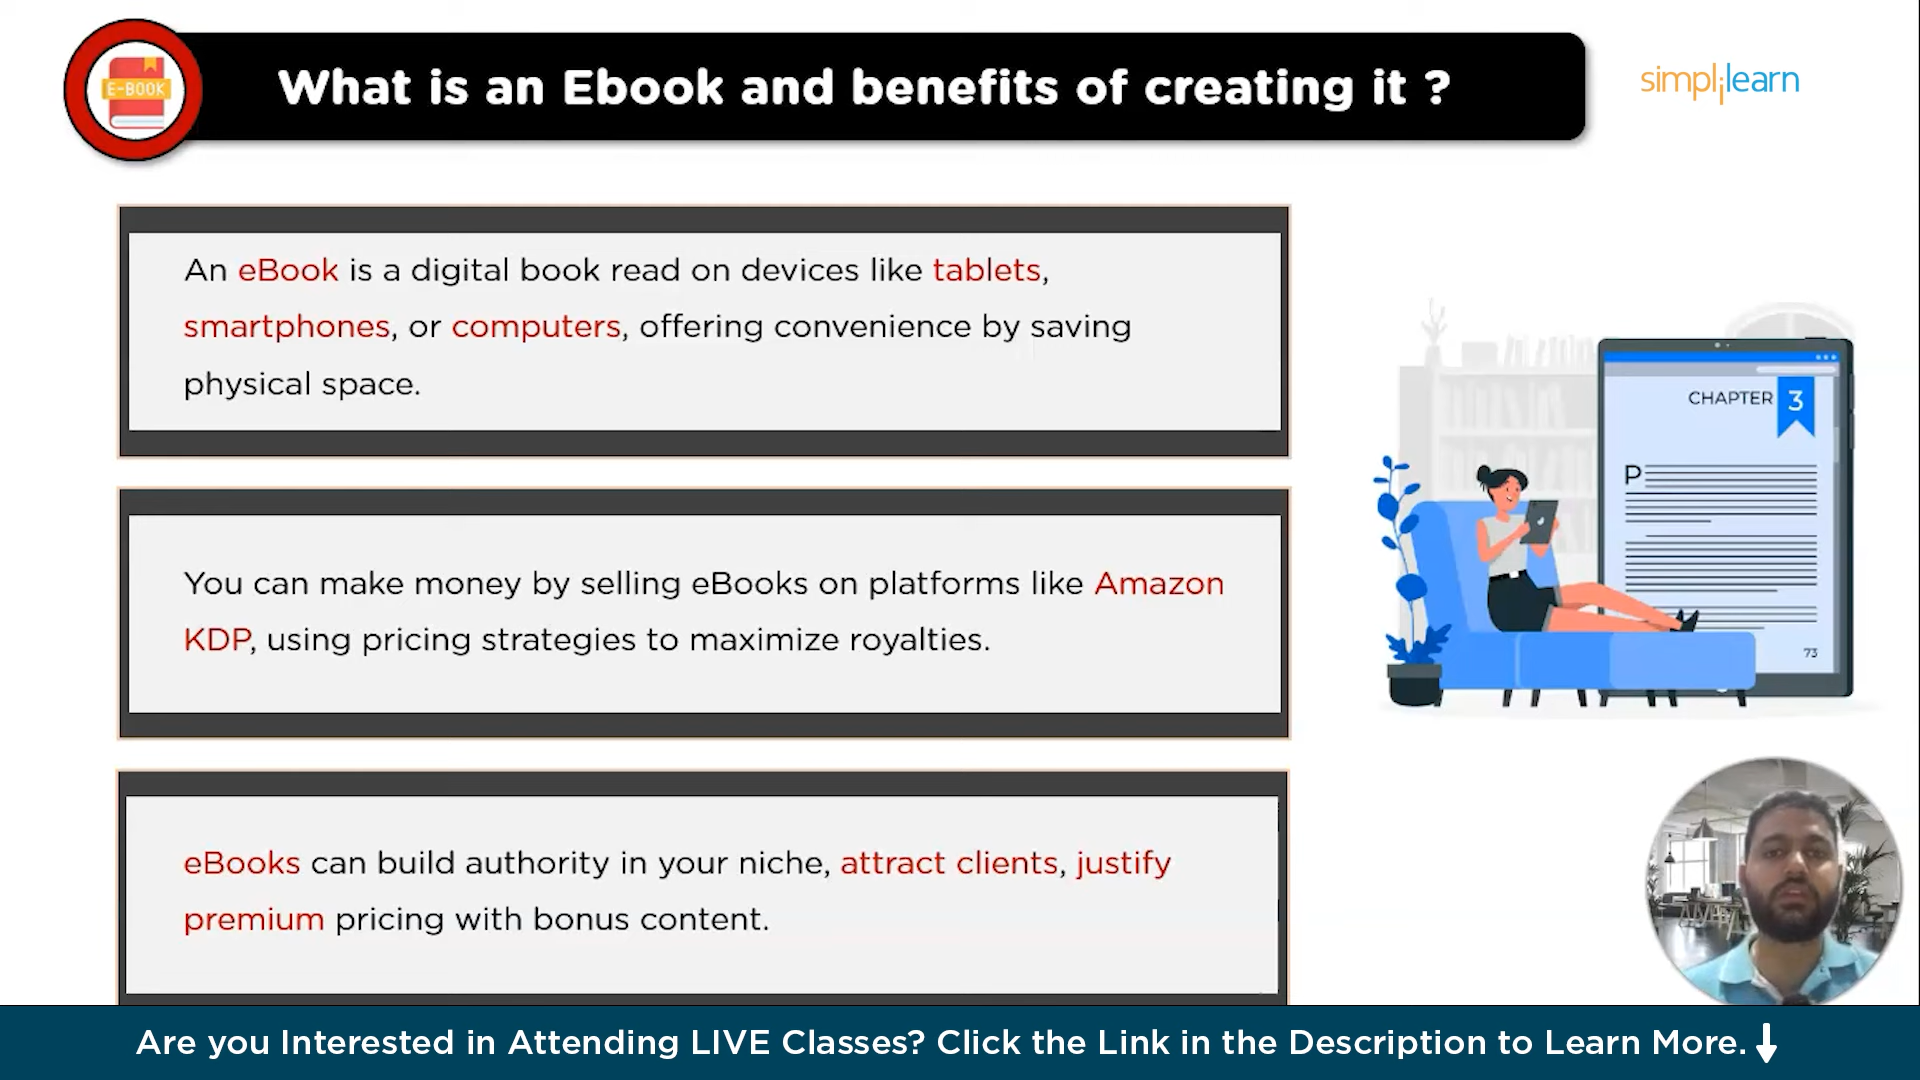 E-BOOK
What is an Ebook and benefits of creating it ?
simplilearn
An eBook is a digital book read on devices like tablets,
smartphones, or computers, offering convenience by saving
physical space.
You can make money by selling eBooks on platforms like Amazon
KDP, using pricing strategies to maximize royalties.
eBooks can build authority in your niche, attract clients, justify
premium pricing with bonus content.
CHAPTER 3
P
73
Are you Interested in Attending LIVE Classes? Click the Link in the Description to Learn More.